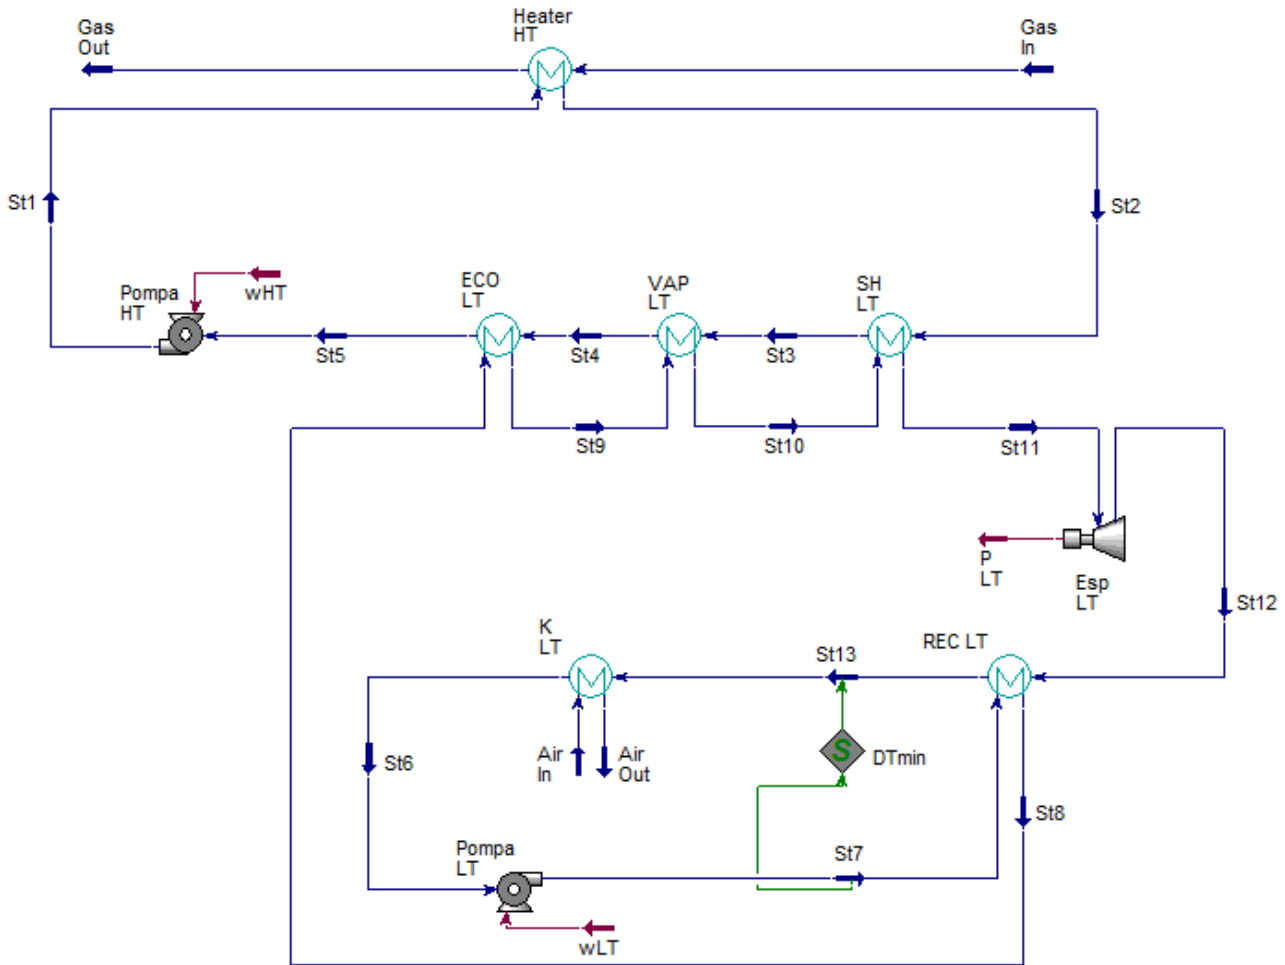 Gas
Out
Heater
HT
Gas
In
St1
St2
Pompa
HT
wHT
ECO
LT
VAP
LT
SH
LT
St5
St4
St3
St9
St10
St11
P
LT
Esp
LT
St12
K
LT
St13
REC LT
St6
Air
In
Air
Out
S
DTmin
St8
Pompa
LT
St7
wLT